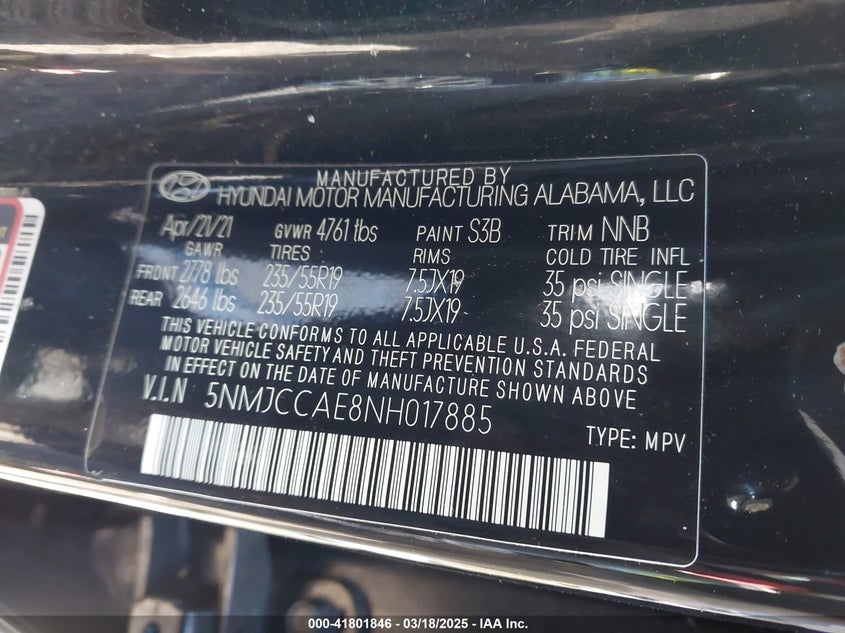 MANUFACTURED BY
HYUNDAI MOTOR MANUFACTURING ALABAMA, LLC
Apr/21/21 GVWR 4761 lbs PAINT S3B TRIM NNB
GAWR TIRES RIMS COLD TIRE INFL
FRONT 2778 lbs 235/55R19 7.5JX19 35 psi SINGLE
REAR 2646 lbs 235/55R19 7.5JX19 35 psi SINGLE
THIS VEHICLE CONFORMS TO ALL APPLICABLE U.S.A. FEDERAL
MOTOR VEHICLE SAFETY AND THEFT PREVENTION STANDARDS
IN EFFECT ON THE DATE OF MANUFACTURE SHOWN ABOVE
V.I.N 5NMJCCAE8NH017885
TYPE: MPV
000-41801846 - 03/18/2025 - IAA Inc.